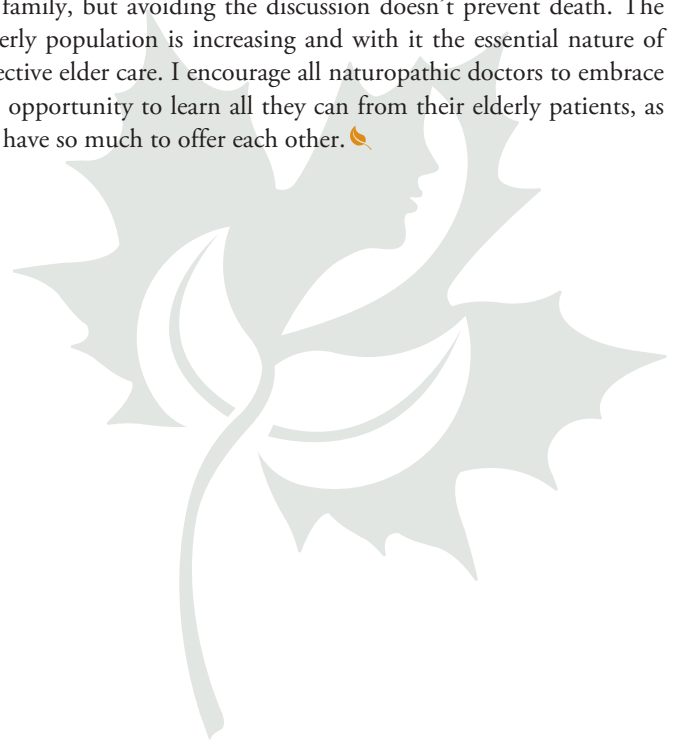 family, but avoiding the discussion doesn't prevent death. The
erly population is increasing and with it the essential nature of
ective elder care. I encourage all naturopathic doctors to embrace
opportunity to learn all they can from their elderly patients, as
have so much to offer each other.